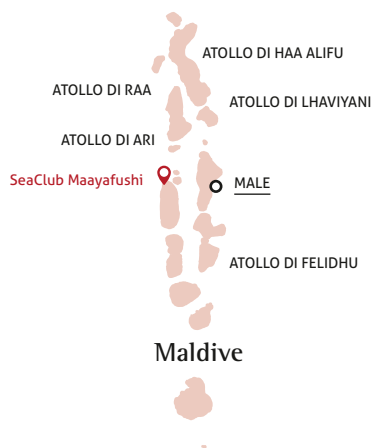 ATOLLO DI HAA ALIFU
ATOLLO DI RAA
ATOLLO DI LHAVIYANI
ATOLLO DI ARI
SeaClub Maayafushi
MALE
ATOLLO DI FELIDHU
Maldive